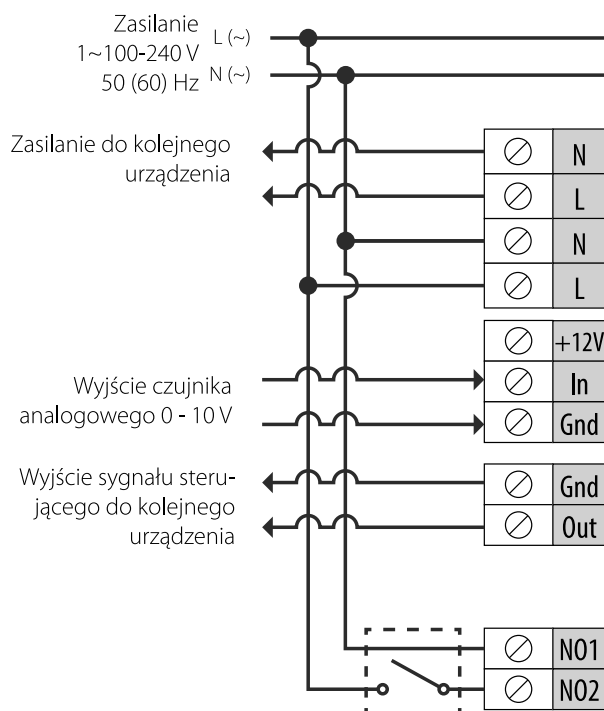 Zasilanie
1~100-240 V
50 (60) Hz
L (~)
N (~)
Zasilanie do kolejnego
urządzenia
N
L
N
L
+12V
In
Gnd
Wyjście czujnika
analogowego 0 - 10 V
Gnd
Out
Wyjście sygnału steru-
jącego do kolejnego
urządzenia
NO1
NO2